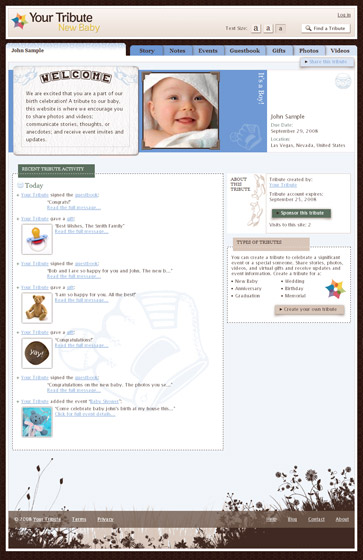 Your Tribute
New Baby
Log In
Text Size: a a a
Find a Tribute
John Sample
Story Notes Events Guestbook Gifts Photos Videos
Share this tribute
WELCOME
We are excited that you are a part of our
birth celebration! A tribute to our baby,
this website is where we encourage you
to share photos and videos;
communicate stories, thoughts, or
anecdotes; and receive event invites and
updates.
It's a Boy!
John Sample
Due Date:
September 29, 2008
Location:
Las Vegas, Nevada, United States
RECENT TRIBUTE ACTIVITY
Today
Your Tribute signed the guestbook:
"Congrats!"
Read the full message...
Your Tribute gave a gift:
"Best Wishes. The Smith Family"
Read the full message...
Your Tribute signed the guestbook:
"Bob and I are so happy for you and John. The new b..."
Read the full message...
Your Tribute gave a gift:
"I am so happy for you. All the best!"
Read the full message...
Your Tribute gave a gift:
Yay!
"Congratulations!"
Read the full message...
Your Tribute signed the guestbook:
"Congratulations on the new baby. The photos you se..."
Read the full message...
Your Tribute added the event "Baby Shower":
"Come celebrate baby John's birth at my house this..."
Click for full event details...
ABOUT
THIS
TRIBUTE
Tribute created by:
Your Tribute
Tribute account expires:
September 25, 2008
Sponsor this tribute
Visits to this site: 2
TYPES OF TRIBUTES
You can create a tribute to celebrate a significant
event or a special someone. Share stories, photos,
videos, and virtual gifts and receive updates and
event information. Create a tribute for a:
New Baby
Wedding
Anniversary
Birthday
Graduation
Memorial
Create your own tribute
© 2008 Your Tribute Terms Privacy
Help Blog Contact About